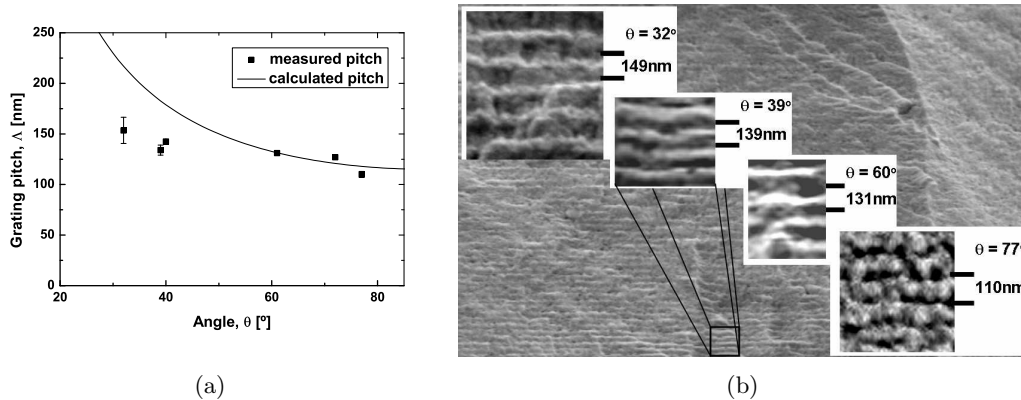 250
200
150
100
50
0
Grating pitch, Λ [nm]
measured pitch
calculated pitch
20 40 60 80
Angle, θ [º]
(a)
θ = 32º
149nm
θ = 39º
139nm
θ = 60º
131nm
θ = 77º
110nm
(b)